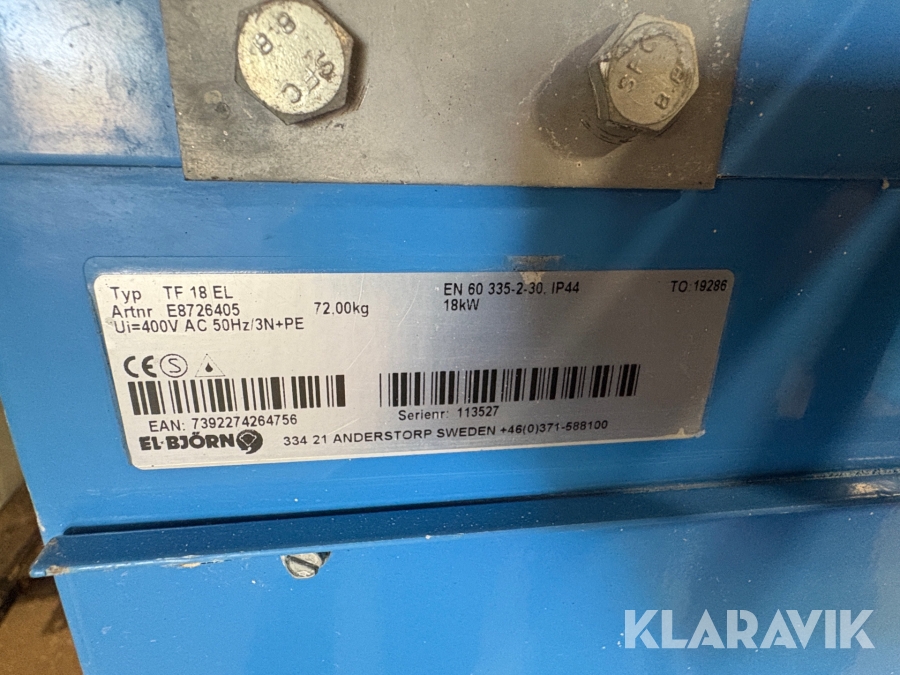 8.8
SFC
SFC
8.8
Typ TF 18 EL EN 60 335-2-30, IP44 TO:19286
Artnr E8726405 72.00kg 18kW
Ui=400V AC 50Hz/3N+PE
CE S
EAN: 7392274264756 Serienr: 113527
EL·BJÖRN 334 21 ANDERSTORP SWEDEN +46(0)371-588100
KLARAVIK